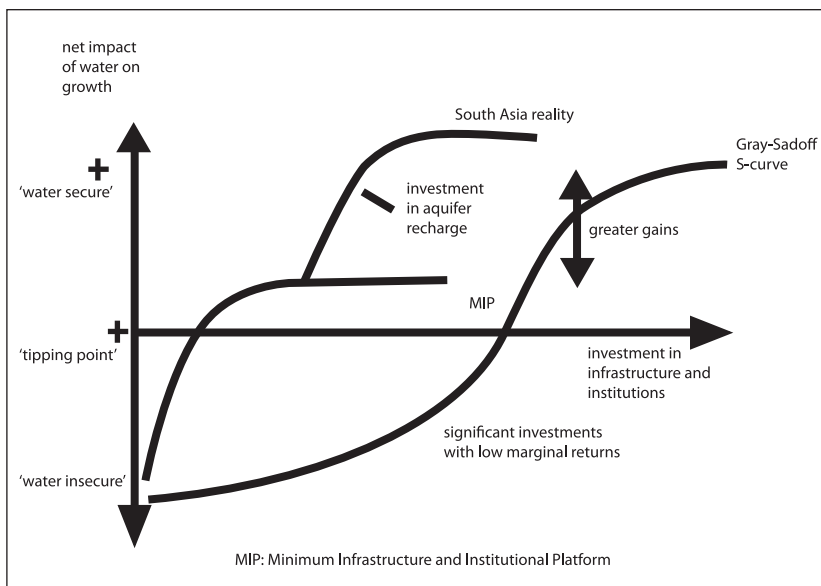 net impact
of water on
growth
South Asia reality
Gray-Sadoff
S-curve
+
'water secure'
investment
in aquifer
recharge
greater gains
MIP
+
'tipping point'
investment in
infrastructure and
institutions
significant investments
with low marginal returns
'water insecure'
MIP: Minimum Infrastructure and Institutional Platform